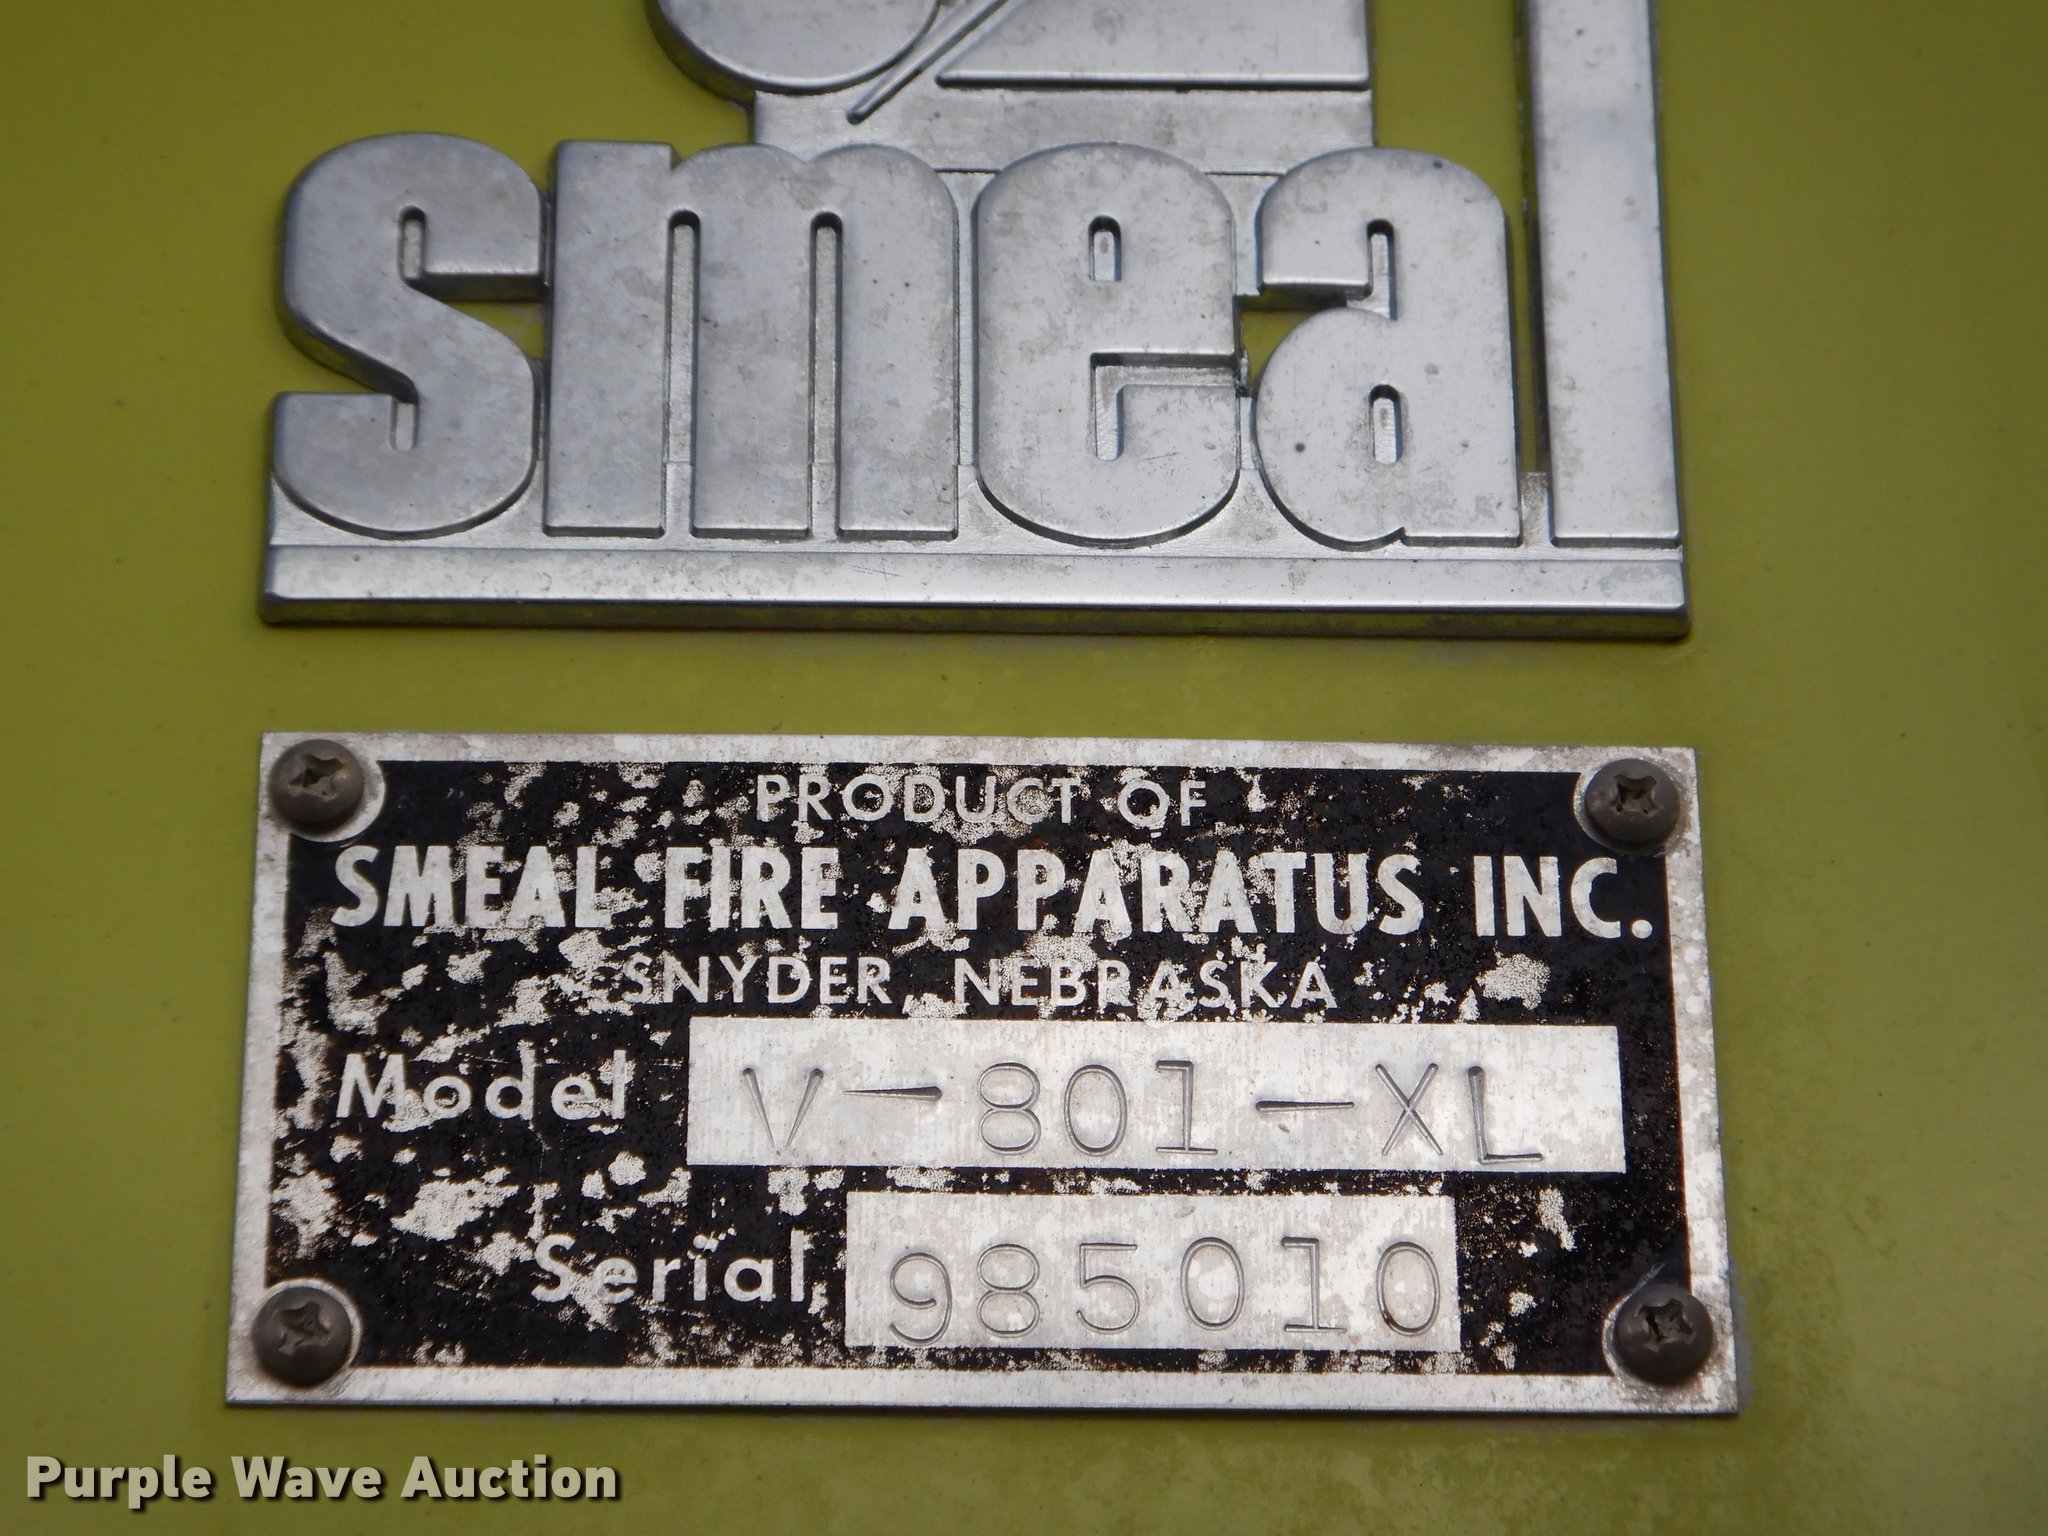 smeal
PRODUCT OF
SMEAL FIRE APPARATUS INC.
SNYDER, NEBRASKA
Model V-801-XL
Serial 985010
Purple Wave Auction